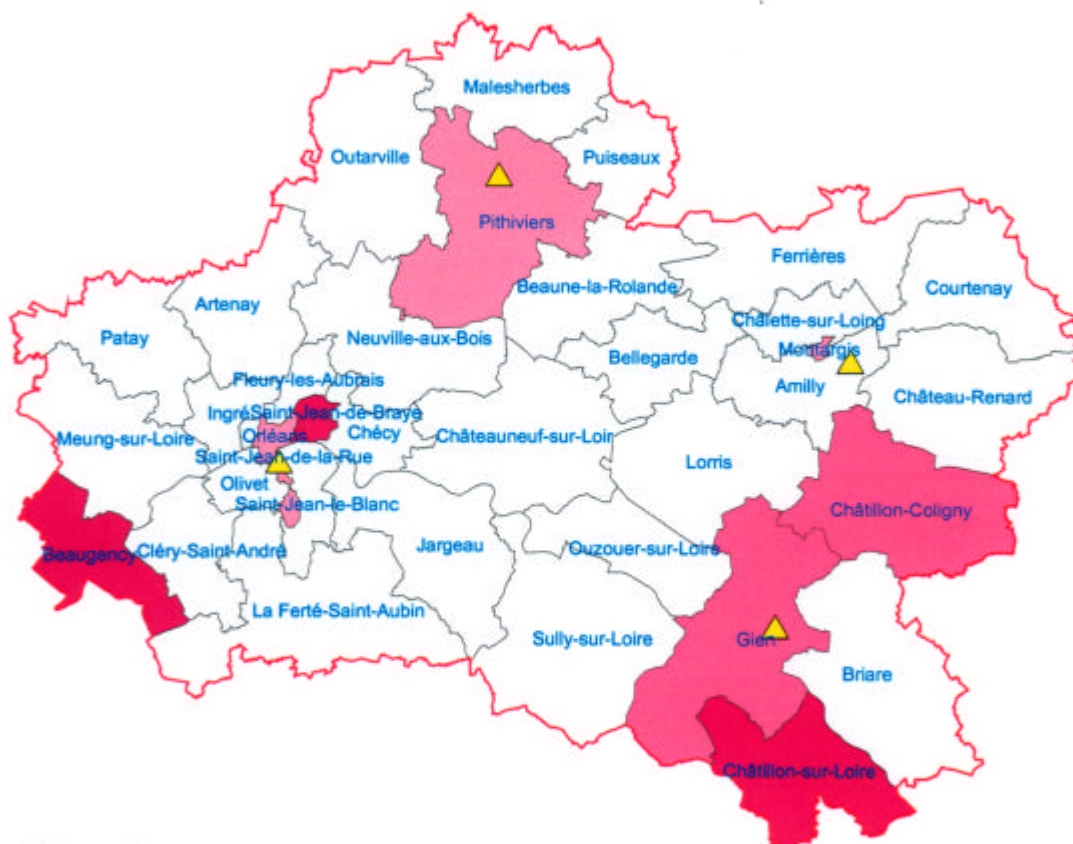 Malesherbes
Outarville
Puiseaux
Pithiviers
Ferrières
Courtenay
Beaune-la-Rolande
Artenay
Patay
Châlette-sur-Loing
Neuville-aux-Bois
Montargis
Bellegarde
Amilly
Château-Renard
Fleury-les-Aubrais
Ingré
Saint-Jean-de-Braye
Meung-sur-Loire
Orléans
Chécy
Châteauneuf-sur-Loir
Saint-Jean-de-la-Rue
Lorris
Olivet
Saint-Jean-le-Blanc
Châtillon-Coligny
Beaugency
Cléry-Saint-André
Jargeau
Ouzouer-sur-Loire
La Ferté-Saint-Aubin
Sully-sur-Loire
Gien
Briare
Châtillon-sur-Loire